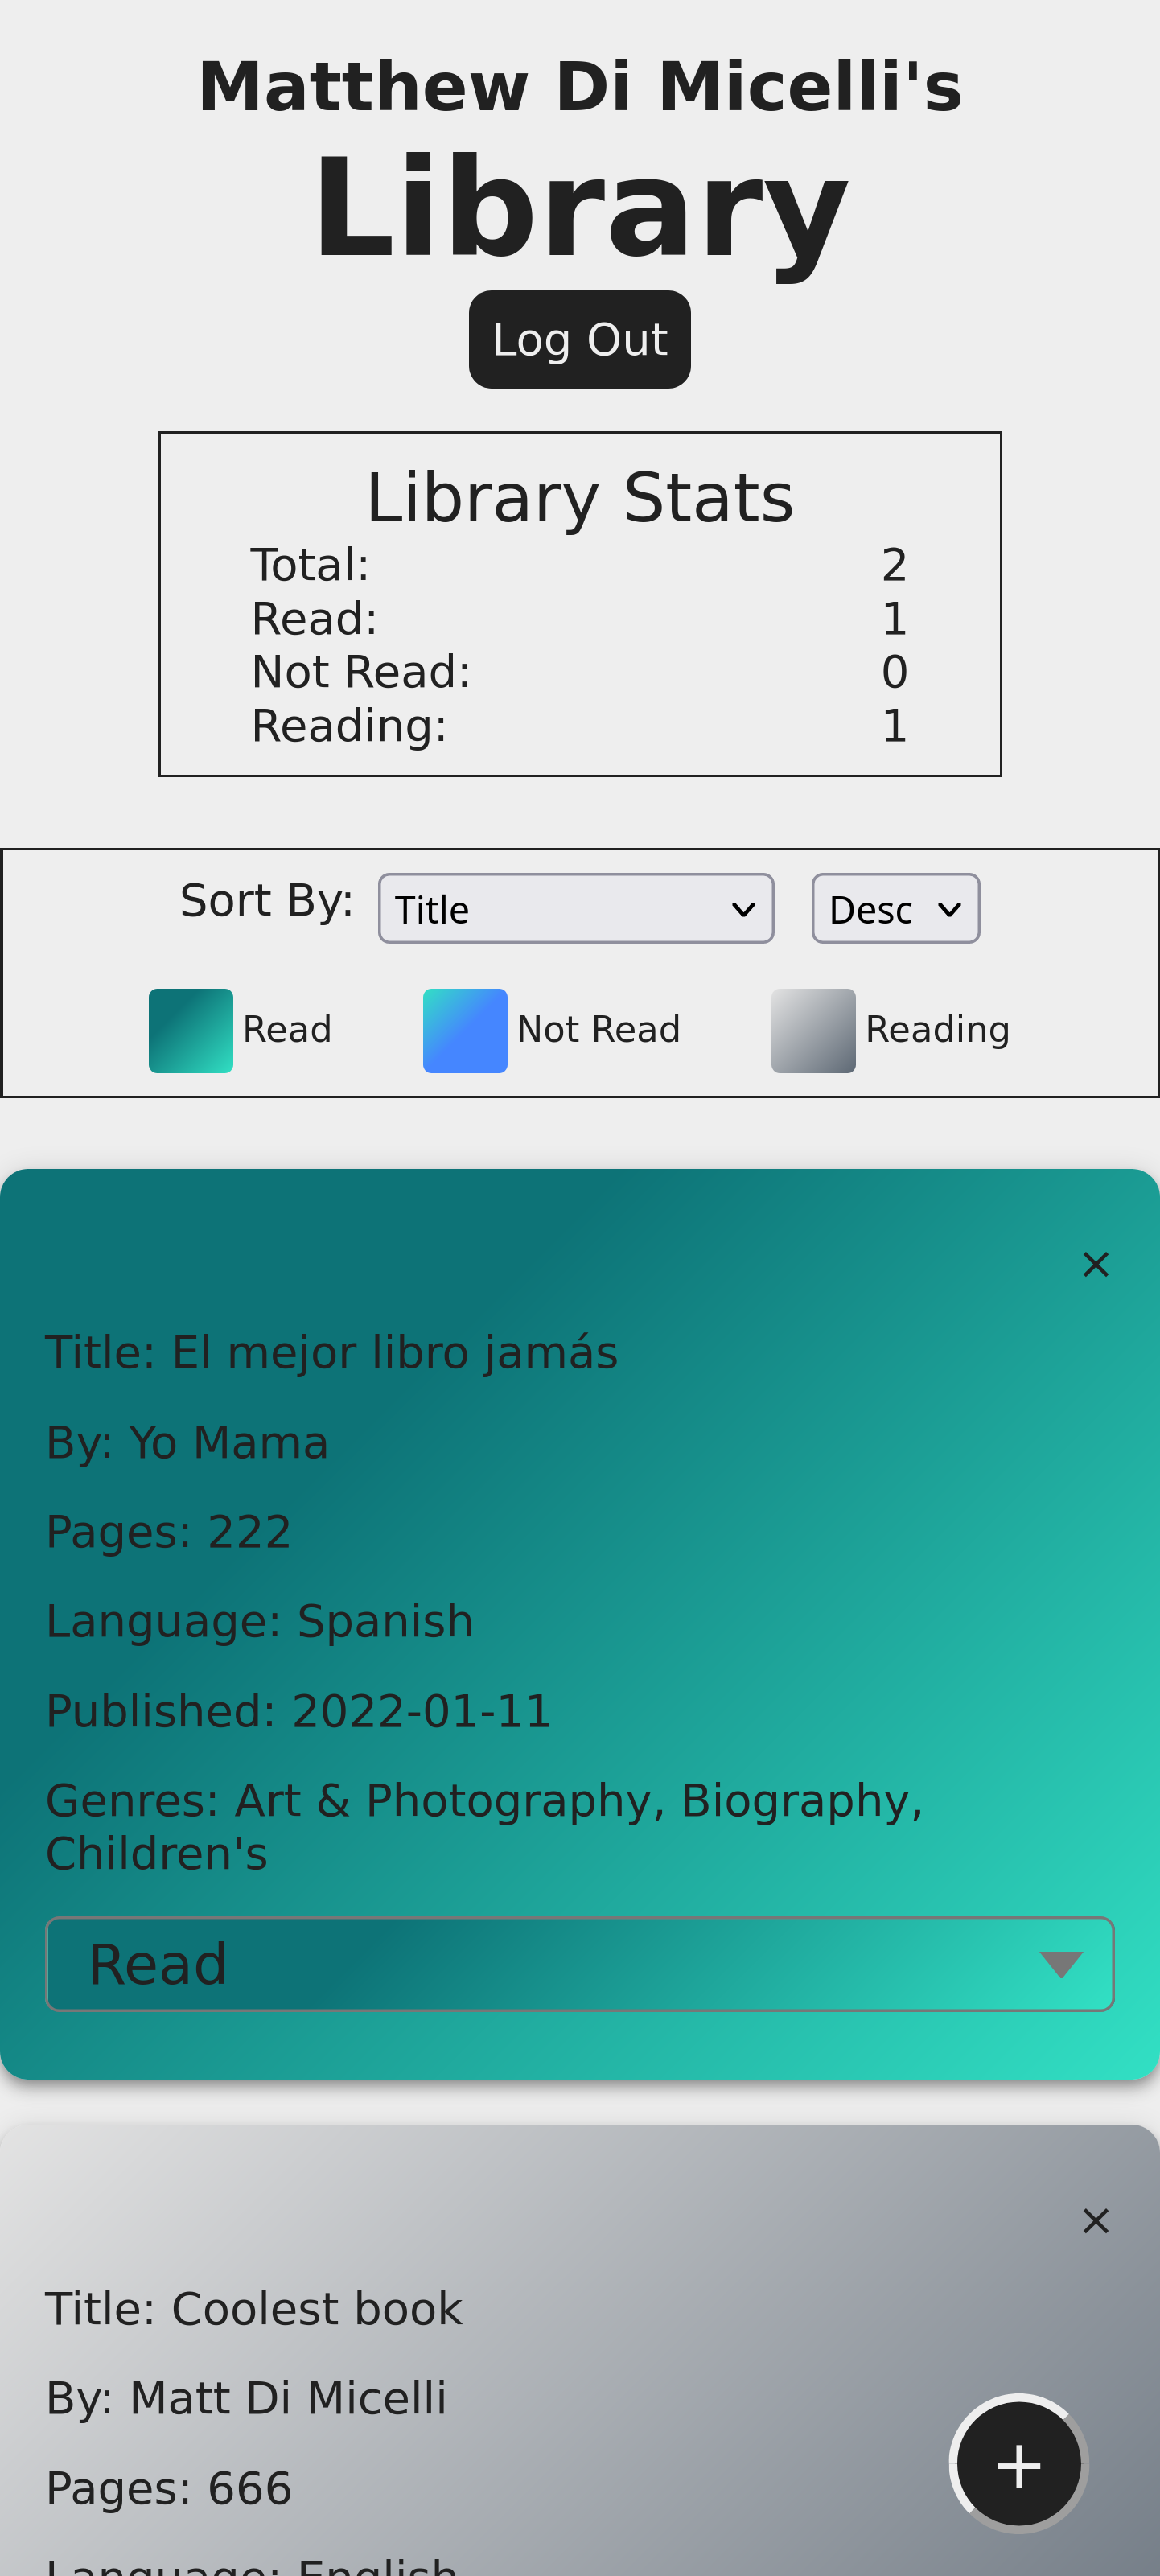 Matthew Di Micelli's
Library
Log Out
Library Stats
Total: 2
Read: 1
Not Read: 0
Reading: 1
Sort By: Title Desc
Read Not Read Reading
×
Title: El mejor libro jamás
By: Yo Mama
Pages: 222
Language: Spanish
Published: 2022-01-11
Genres: Art & Photography, Biography,
Children's
Read
×
Title: Coolest book
By: Matt Di Micelli
+
Pages: 666
Language: English